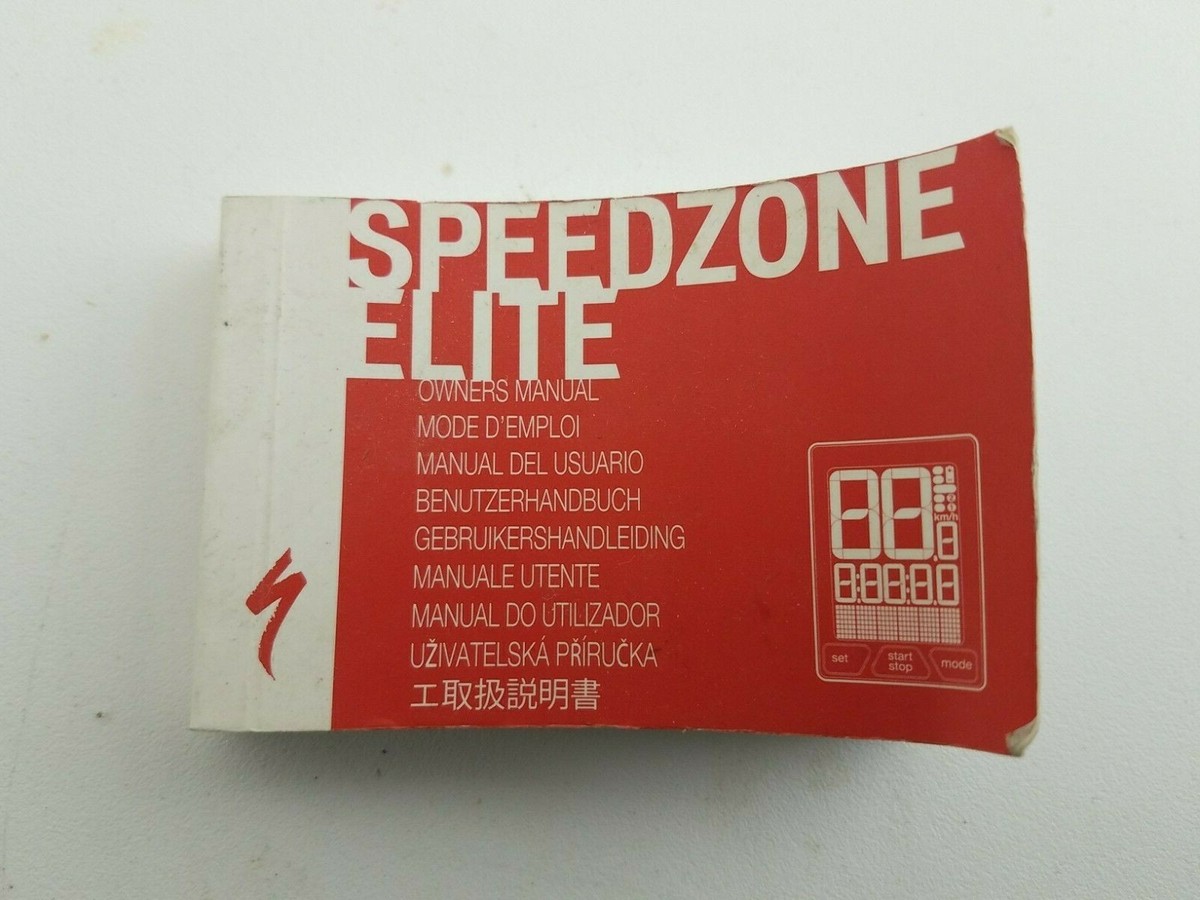 SPEEDZONE
ELITE
OWNERS MANUAL
MODE D'EMPLOI
MANUAL DEL USUARIO
BENUTZERHANDBUCH
GEBRUIKERSHANDLEIDING
MANUALE UTENTE
MANUAL DO UTILIZADOR
UŽIVATELSKÁ PŘÍRUČKA
工取扱説明書
km/h
set
start
stop
mode